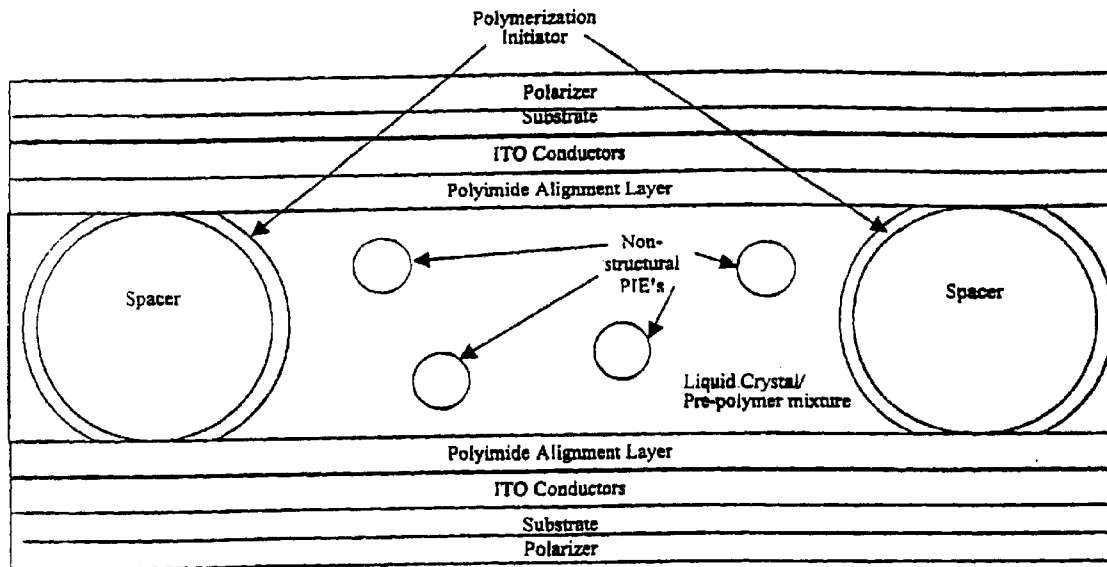 Polymerization
Initiator
Polarizer
Substrate
ITO Conductors
Polyimide Alignment Layer
Non-
structural
PIE's
Spacer
Spacer
Liquid Crystal/
Pre-polymer mixture
Polyimide Alignment Layer
ITO Conductors
Substrate
Polarizer